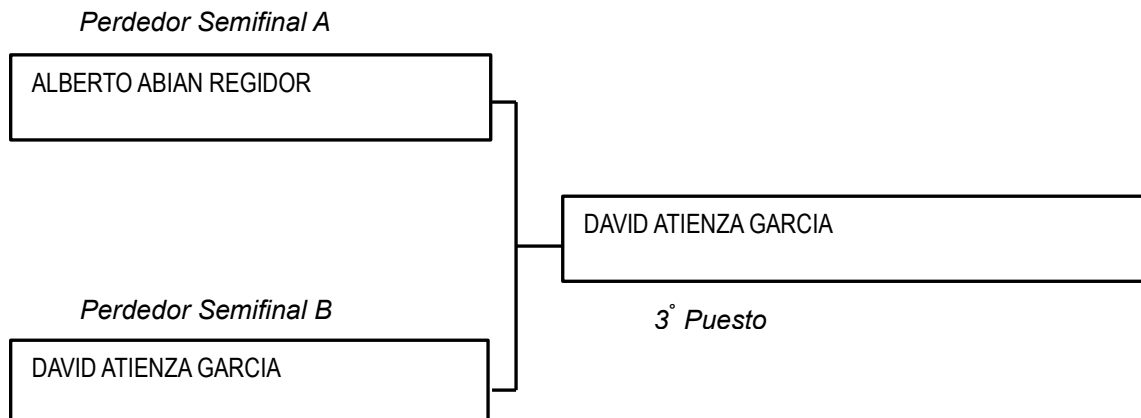 Perdedor Semifinal A
ALBERTO ABIAN REGIDOR
DAVID ATIENZA GARCIA
Perdedor Semifinal B
3° Puesto
DAVID ATIENZA GARCIA